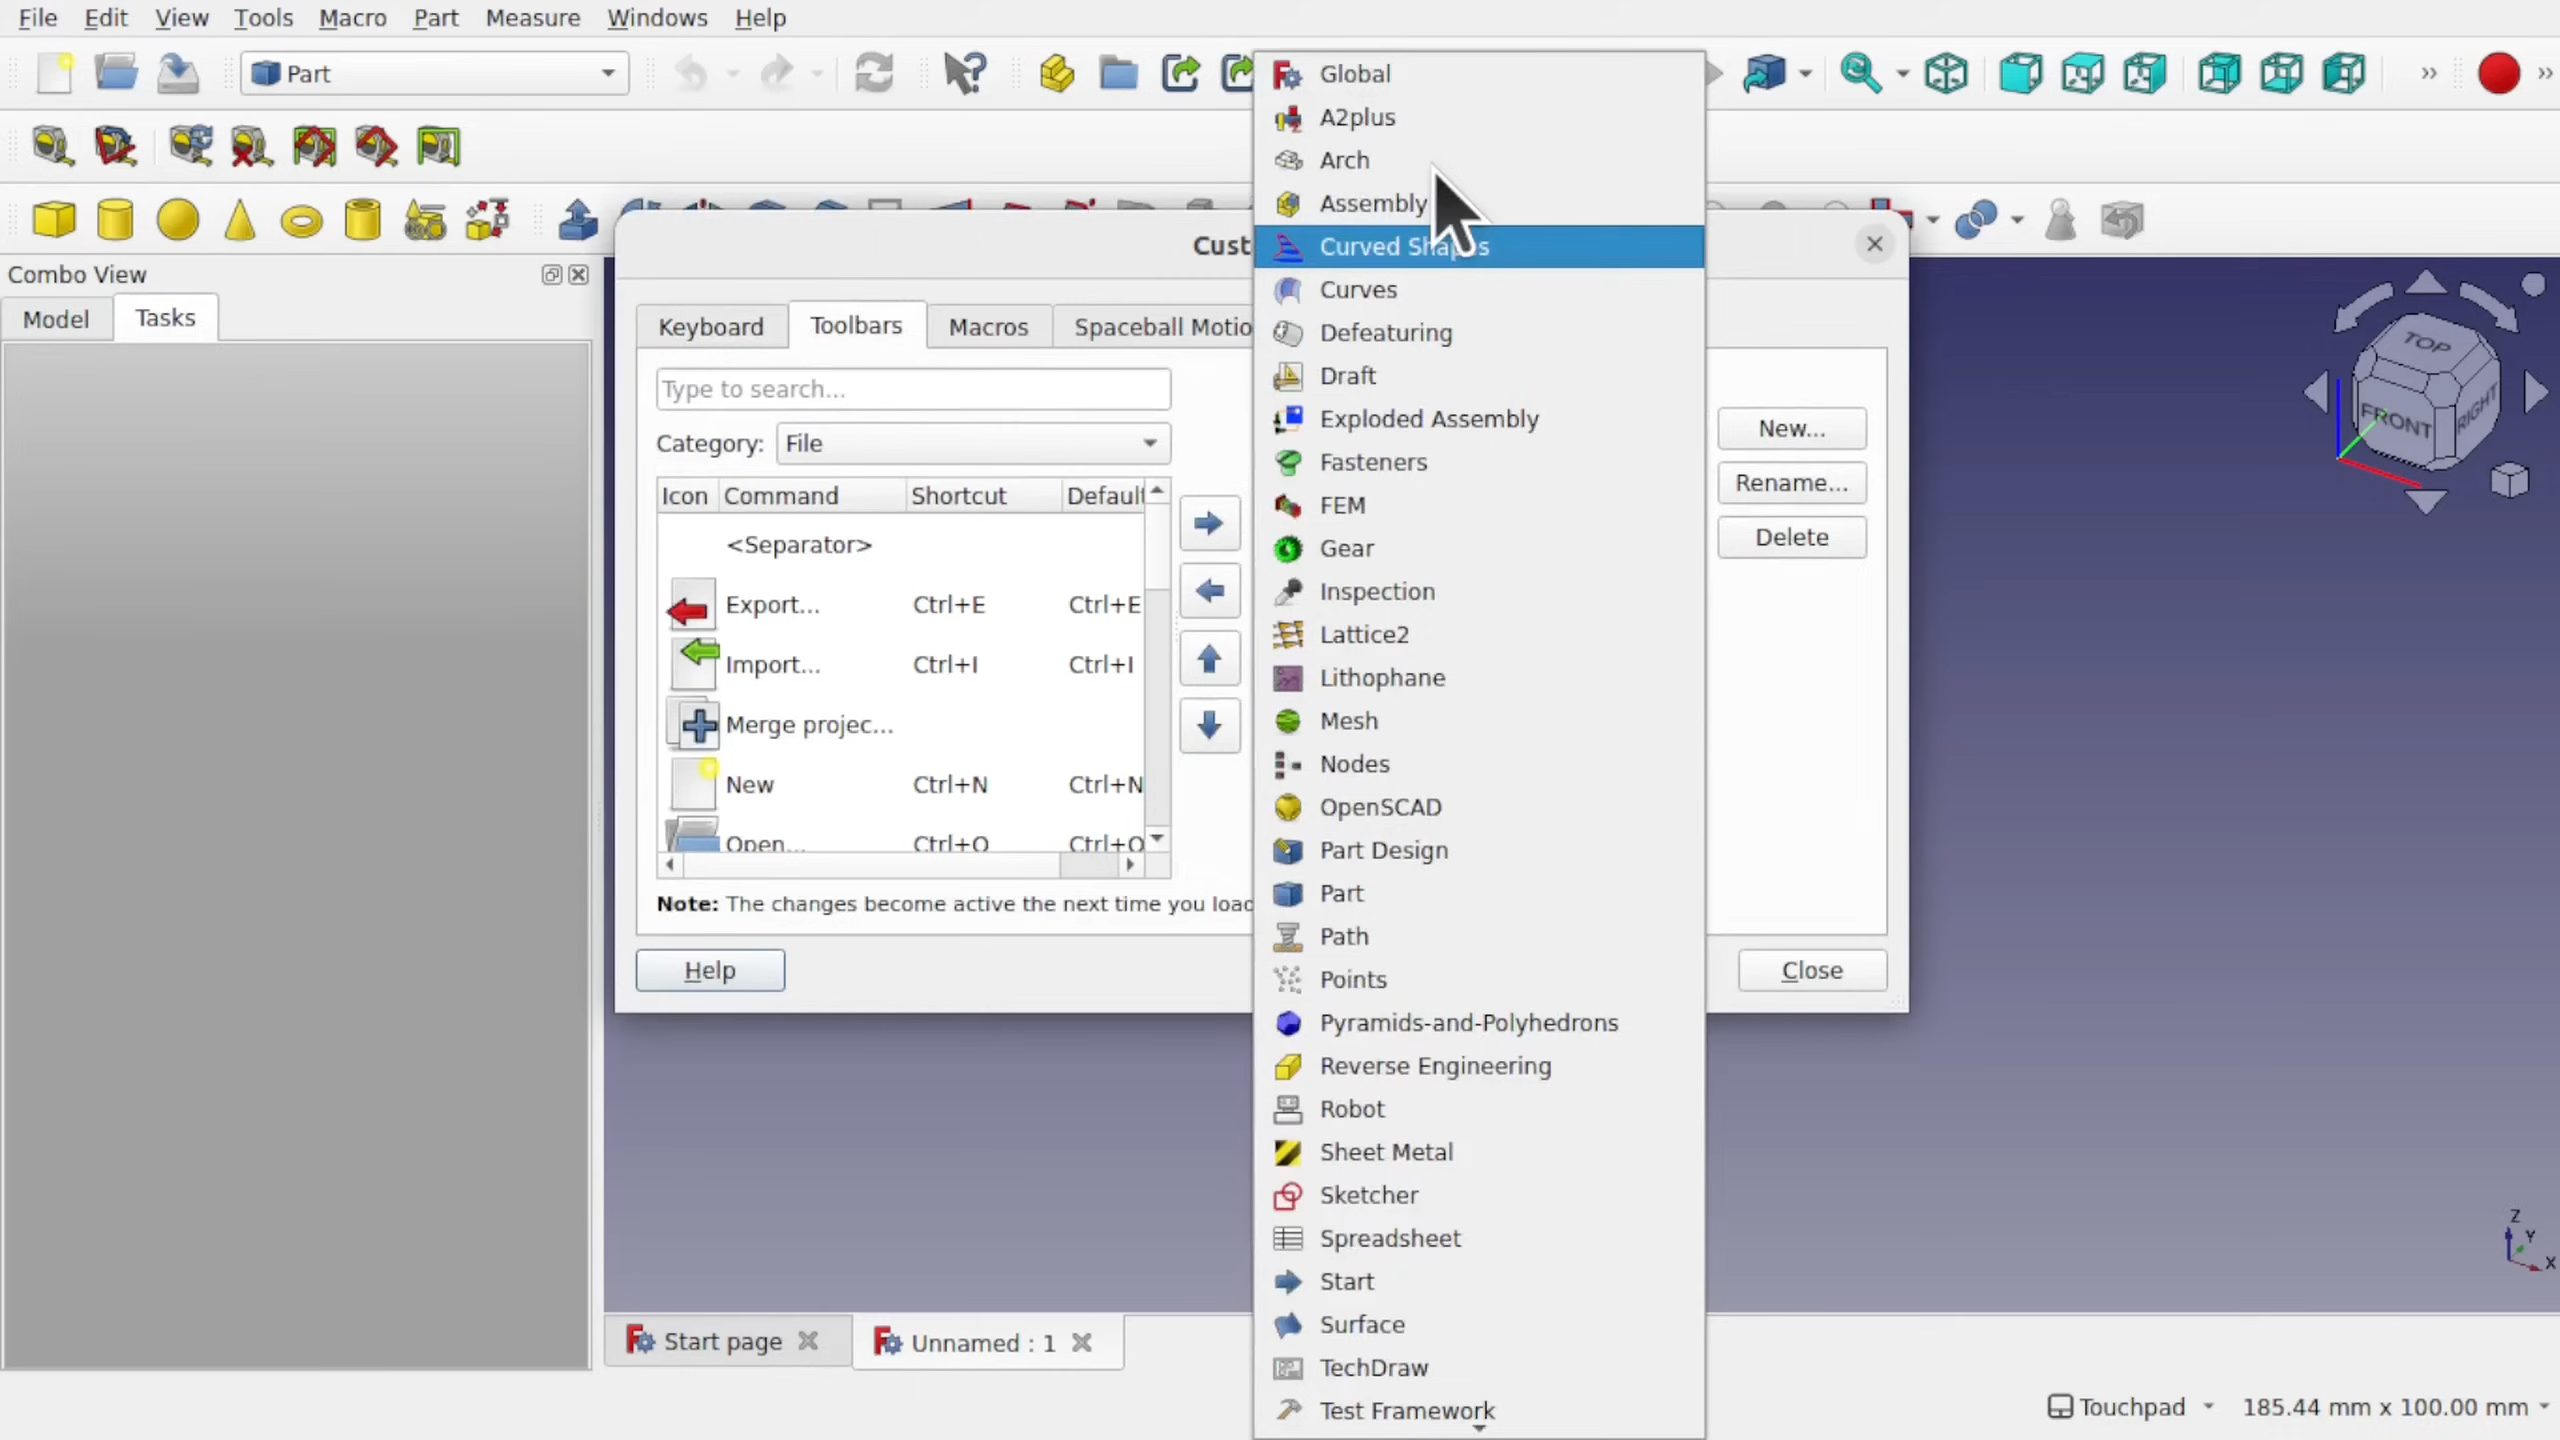 File Edit View Tools Macro Part Measure Windows Help
Part
Combo View
Model Tasks
Cust
Keyboard Toolbars Macros Spaceball Motio
Type to search...
Category: File
Icon Command Shortcut Default
<Separator>
Export... Ctrl+E Ctrl+E
Import... Ctrl+I Ctrl+I
Merge projec...
New Ctrl+N Ctrl+N
Open... Ctrl+O Ctrl+O
Note: The changes become active the next time you load
Help
Global
A2plus
Arch
Assembly
Curved Shapes
Curves
Defeaturing
Draft
Exploded Assembly
Fasteners
FEM
Gear
Inspection
Lattice2
Lithophane
Mesh
Nodes
OpenSCAD
Part Design
Part
Path
Points
Pyramids-and-Polyhedrons
Reverse Engineering
Robot
Sheet Metal
Sketcher
Spreadsheet
Start
Surface
TechDraw
Test Framework
New...
Rename...
Delete
Close
TOP
FRONT
RIGHT
Z
Y
X
Start page Unnamed : 1
Touchpad 185.44 mm x 100.00 mm